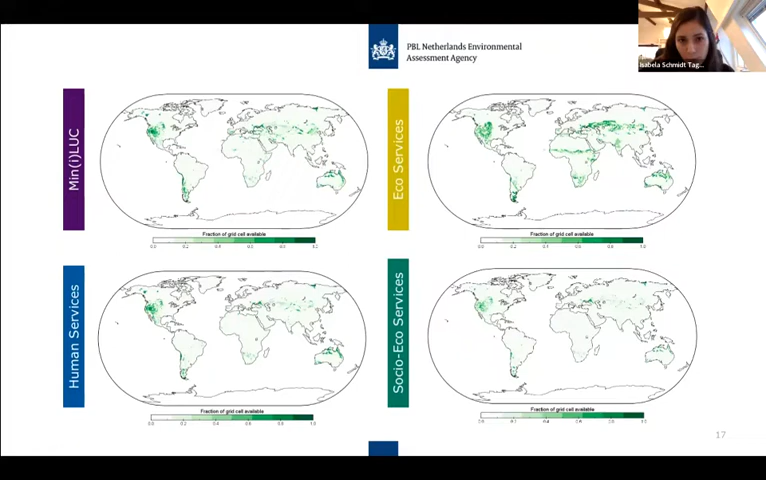 PBL Netherlands Environmental
Assessment Agency
Isabela Schmidt Tag...
Min(i)LUC
Fraction of grid cell available
Eco Services
Fraction of grid cell available
Human Services
Fraction of grid cell available
Socio-Eco Services
Fraction of grid cell available
17